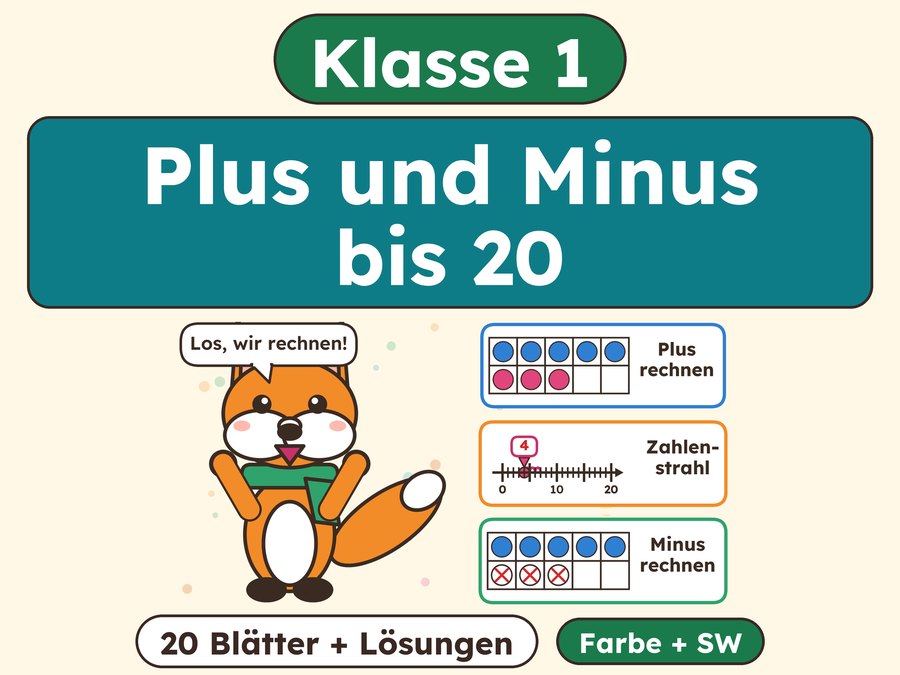 Klasse 1
Plus und Minus
bis 20
Los, wir rechnen!
Plus
rechnen
4
0 10 20
Zahlen-
strahl
Minus
rechnen
20 Blätter + Lösungen
Farbe + SW